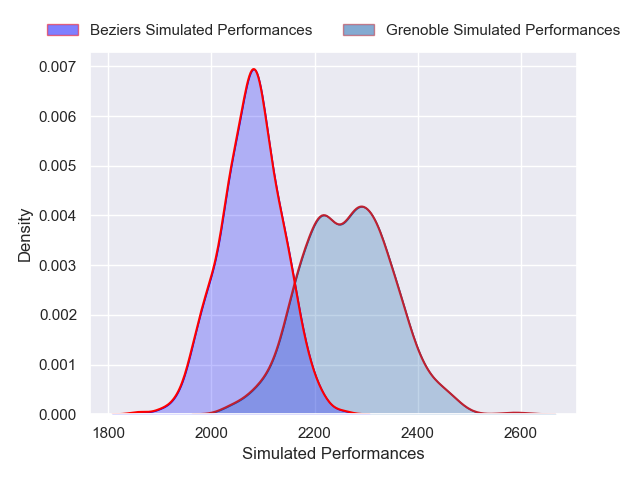 Beziers Simulated Performances Grenoble Simulated Performances
0.007
0.006
0.005
0.004
0.003
0.002
0.001
0.000
Density
1800 2000 2200 2400 2600
Simulated Performances